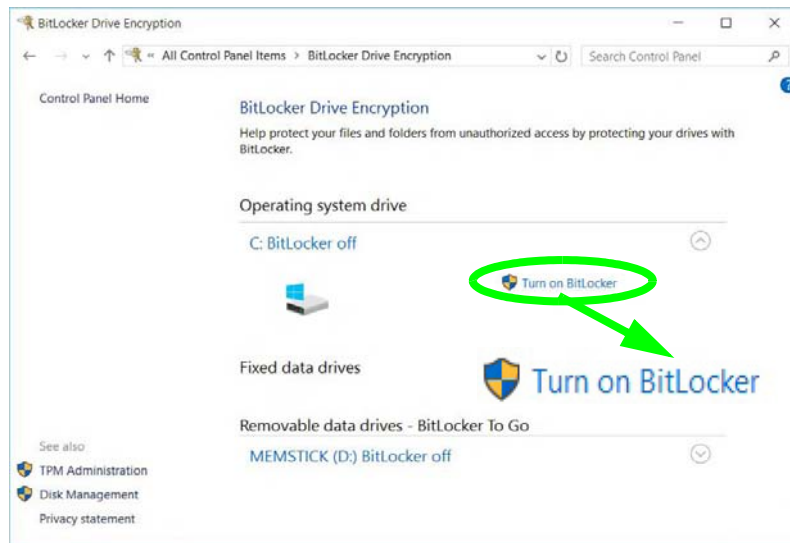 BitLocker Drive Encryption
« All Control Panel Items > BitLocker Drive Encryption
Search Control Panel
?
Control Panel Home
BitLocker Drive Encryption
Help protect your files and folders from unauthorized access by protecting your drives with
BitLocker.
Operating system drive
C: BitLocker off
Turn on BitLocker
Fixed data drives
Turn on BitLocker
Removable data drives - BitLocker To Go
MEMSTICK (D:) BitLocker off
See also
TPM Administration
Disk Management
Privacy statement